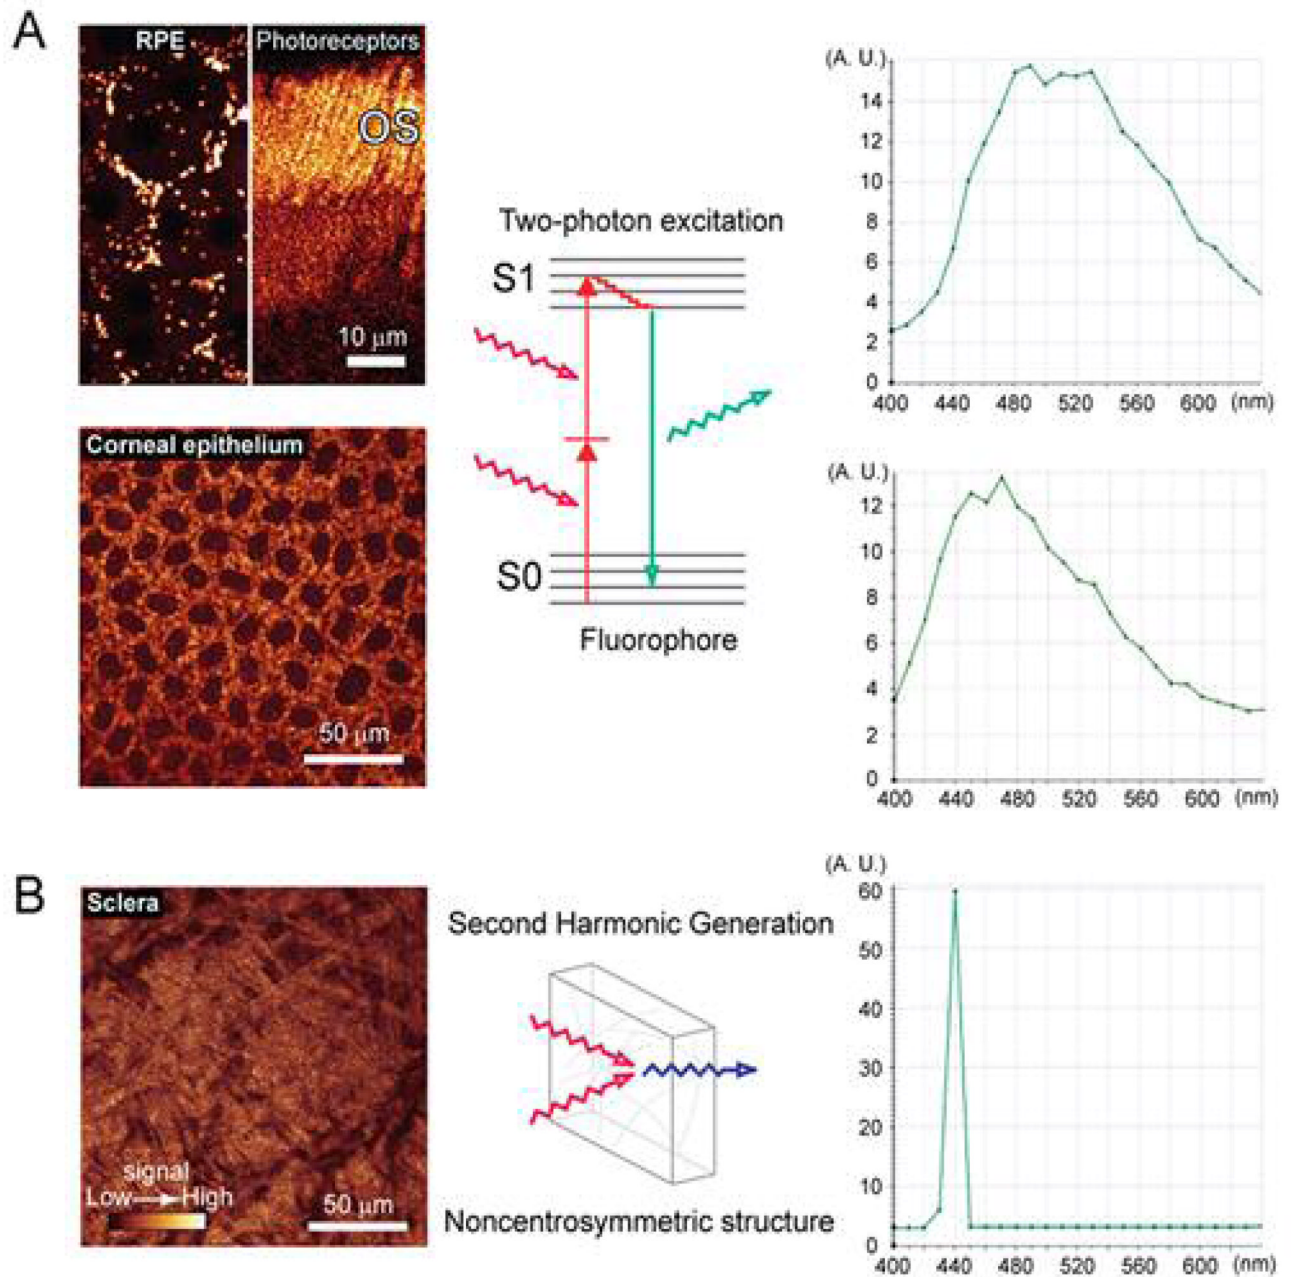 A
RPE
Photoreceptors
OS
10 μm
Corneal epithelium
50 μm
Two-photon excitation
S1
S0
Fluorophore
(A. U.)
14
12
10
8
6
4
2
0
400 440 480 520 560 600 (nm)
(A. U.)
12
10
8
6
4
2
0
400 440 480 520 560 600 (nm)
B
Sclera
signal
Low High
50 μm
Second Harmonic Generation
Noncentrosymmetric structure
(A. U.)
60
50
40
30
20
10
0
400 440 480 520 560 600 (nm)